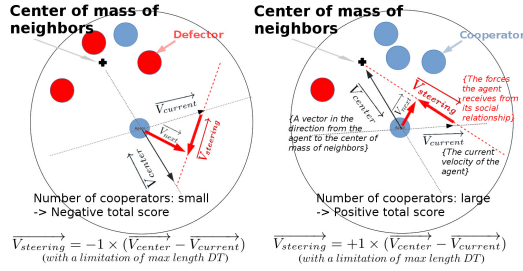 Center of mass of
neighbors
Defector
V_current
V_next
V_steering
V_center
Number of cooperators: small
-> Negative total score
V_steering = −1 × (V_center − V_current)
(with a limitation of max length DT)
Center of mass of
neighbors
Cooperator
{The forces
the agent
receives from
its social
relationship}
V_steering
V_center
V_next
{A vector in the
direction from the
agent to the center of
mass of neighbors}
V_current
{The current
velocity of the
agent}
Number of cooperators: large
-> Positive total score
V_steering = +1 × (V_center − V_current)
(with a limitation of max length DT)